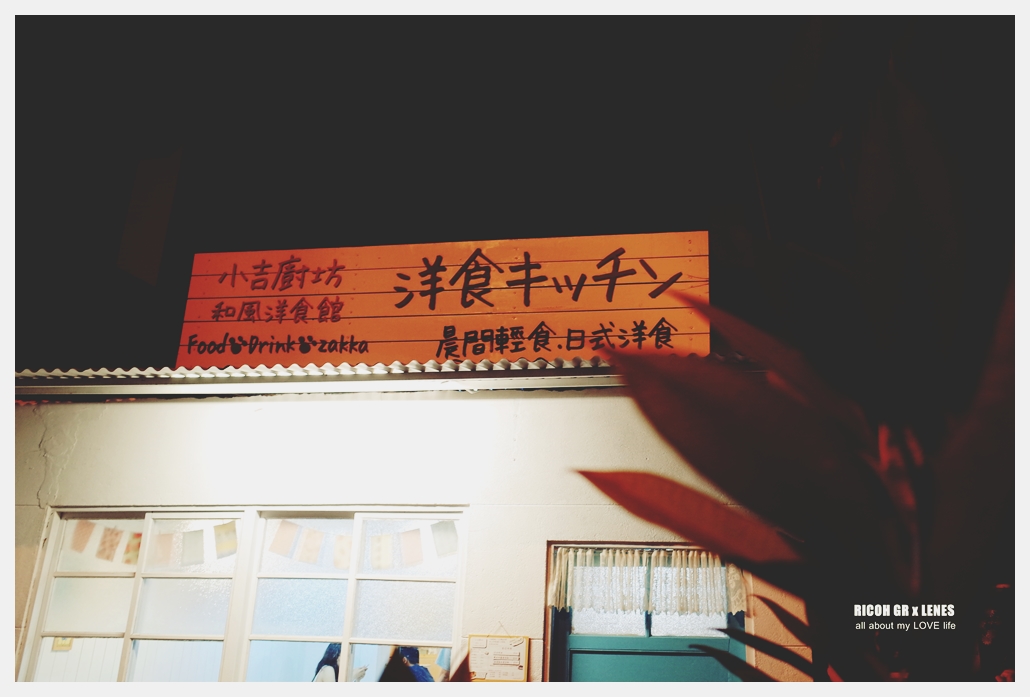 小吉廚坊
和風洋食館
Food Drink zakka
洋食キッチン
晨間輕食.日式洋食
RICOH GR x LENES
all about my LOVE life